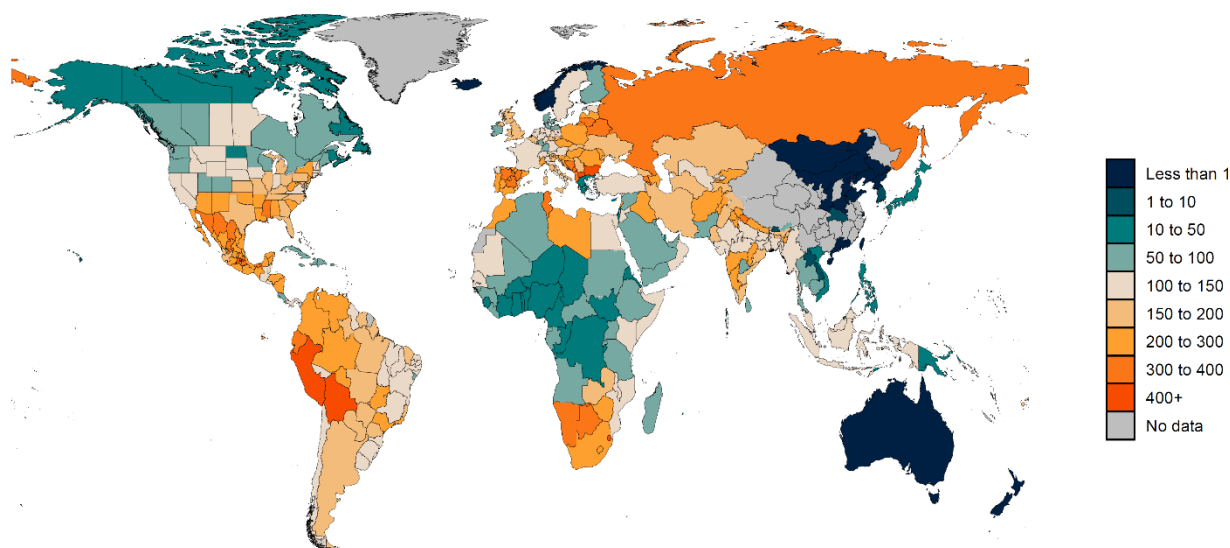 Less than 1
1 to 10
10 to 50
50 to 100
100 to 150
150 to 200
200 to 300
300 to 400
400+
No data